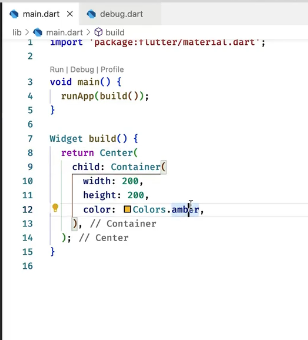 main.dart × debug.dart
lib > main.dart > build
1 import 'package:flutter/material.dart';
2
Run | Debug | Profile
3 void main() {
4 runApp(build());
5 }
6
7 Widget build() {
8 return Center(
9 child: Container(
10 width: 200,
11 height: 200,
12 color: Colors.amber,
13 ), // Container
14 ); // Center
15 }
16